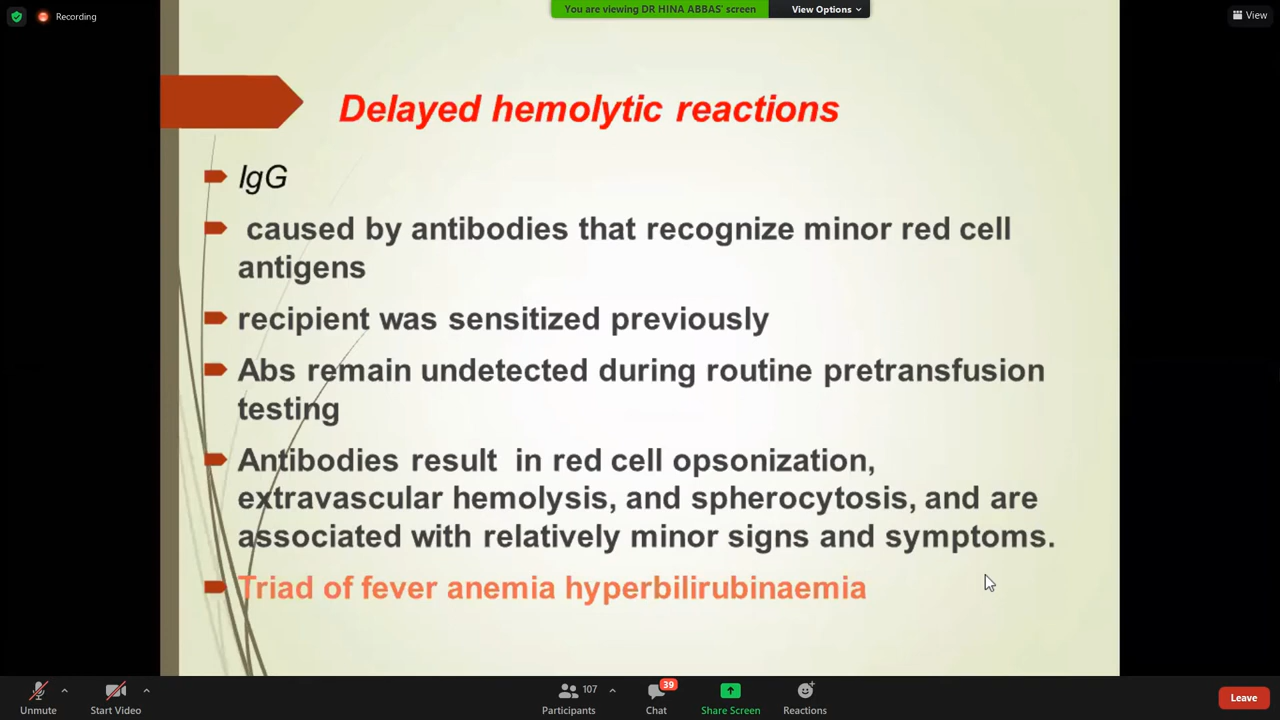 Recording
You are viewing DR HINA ABBAS' screen
View Options
View
Delayed hemolytic reactions
IgG
caused by antibodies that recognize minor red cell
antigens
recipient was sensitized previously
Abs remain undetected during routine pretransfusion
testing
Antibodies result in red cell opsonization,
extravascular hemolysis, and spherocytosis, and are
associated with relatively minor signs and symptoms.
Triad of fever anemia hyperbilirubinaemia
Unmute
Start Video
107
Participants
39
Chat
Share Screen
Reactions
Leave